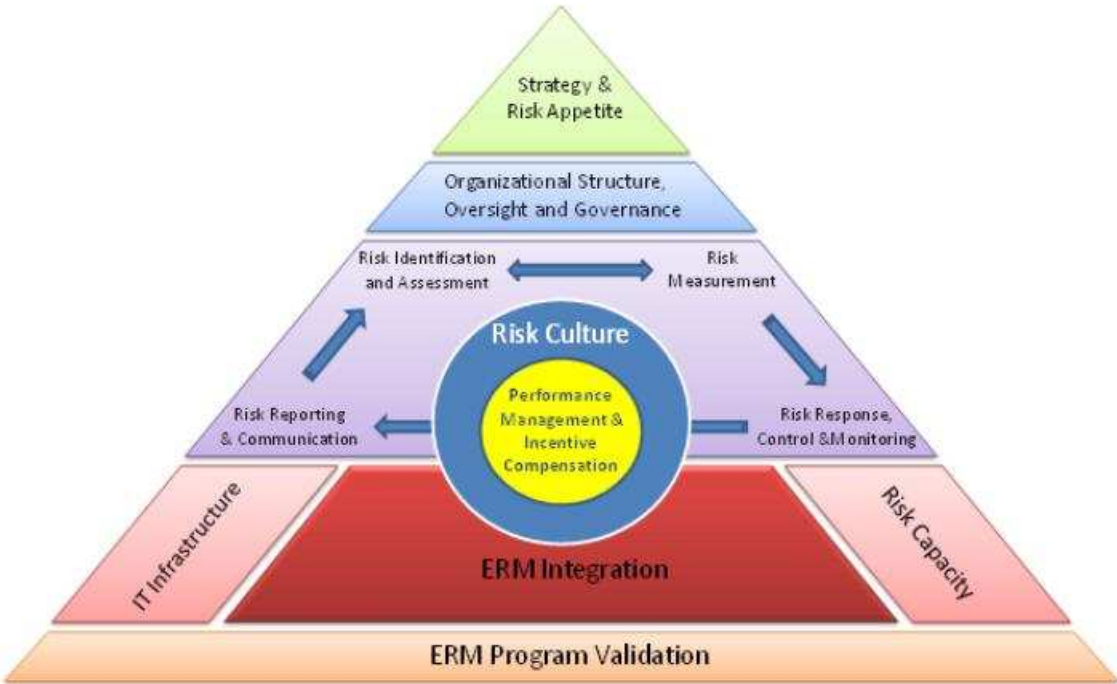 Strategy &
Risk Appetite
Organizational Structure,
Oversight and Governance
Risk Identification
and Assessment
Risk
Measurement
Risk Culture
Performance
Management &
Incentive
Compensation
Risk Reporting
& Communication
Risk Response,
Control &Monitoring
IT Infrastructure
ERM Integration
Risk Capacity
ERM Program Validation